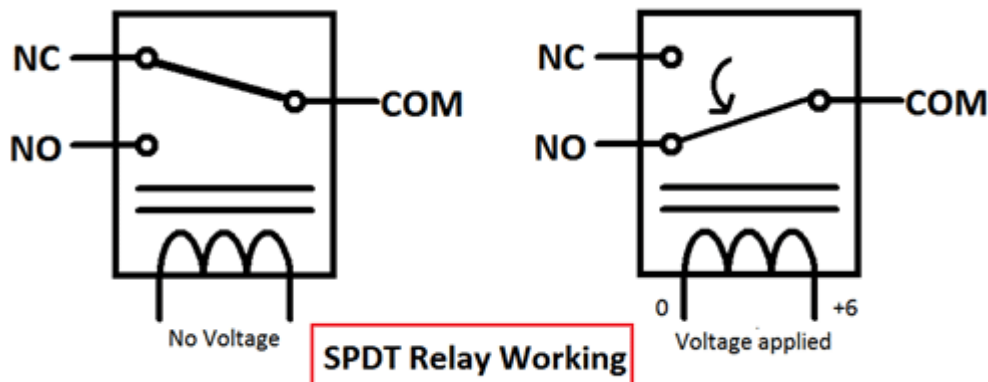 NC
COM
NO
No Voltage
NC
COM
NO
0
+6
Voltage applied
SPDT Relay Working